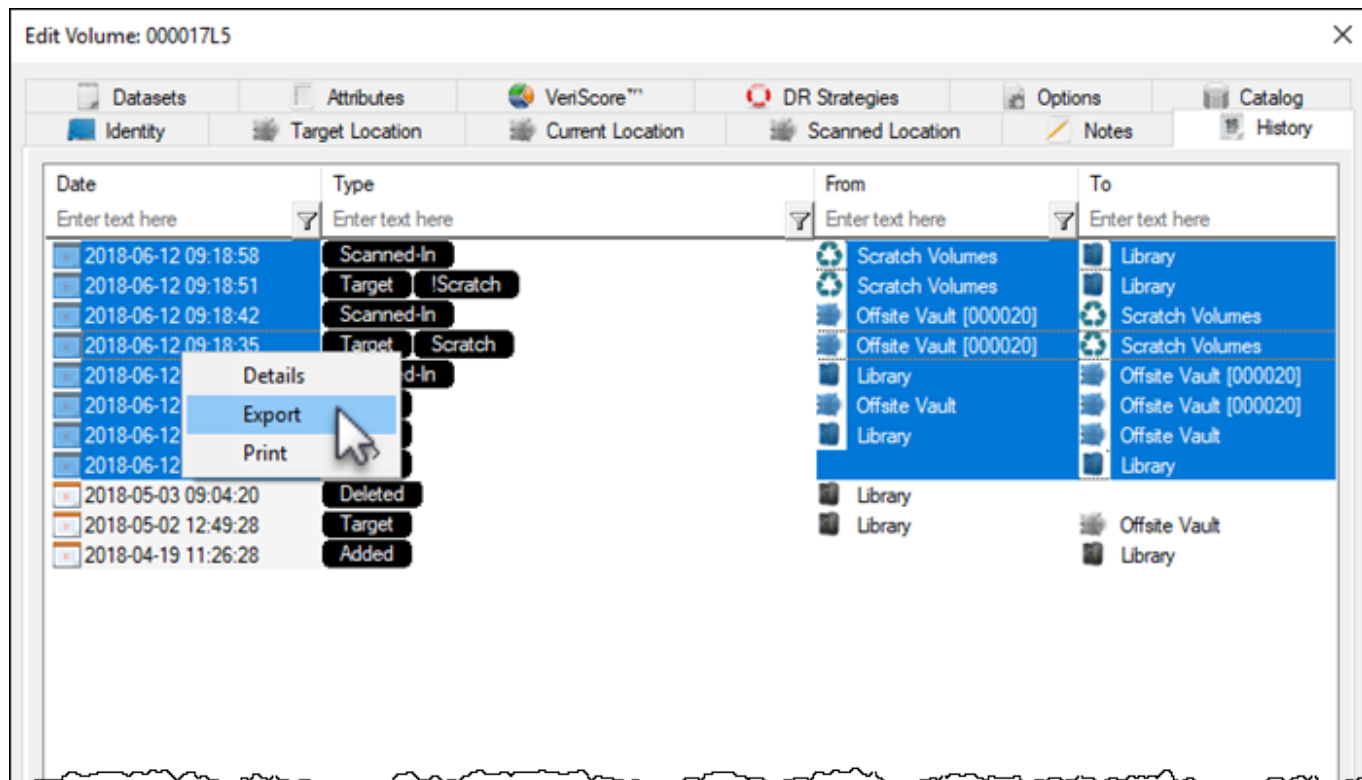 Edit Volume: 000017L5
Datasets Attributes VeriScore™ DR Strategies Options Catalog
Identity Target Location Current Location Scanned Location Notes History
Date Type From To
Enter text here Enter text here Enter text here Enter text here
2018-06-12 09:18:58 Scanned-In Scratch Volumes Library
2018-06-12 09:18:51 Target !Scratch Scratch Volumes Library
2018-06-12 09:18:42 Scanned-In Offsite Vault [000020] Scratch Volumes
2018-06-12 09:18:35 Target Scratch Offsite Vault [000020] Scratch Volumes
2018-06-12 Details d-In Library Offsite Vault [000020]
2018-06-12 Export Offsite Vault Offsite Vault [000020]
2018-06-12 Library Offsite Vault
2018-06-12 Print Library
2018-05-03 09:04:20 Deleted Library
2018-05-02 12:49:28 Target Library Offsite Vault
2018-04-19 11:26:28 Added Library